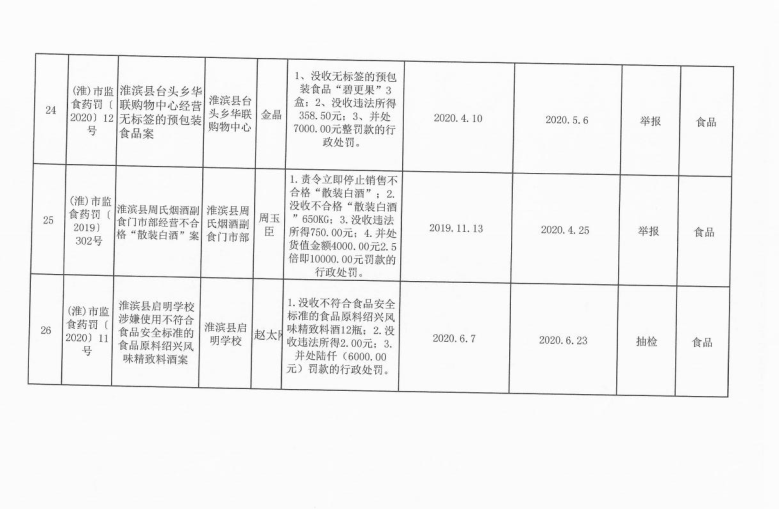 24
(淮)市监
食药罚〔
2020〕12
号
淮滨县台头乡华
联购物中心经营
无标签的预包装
食品案
淮滨县台
头乡华联
购物中心
金晶
1、没收无标签的预包
装食品“碧更果”3
盒；2、没收违法所得
358.50元；3、并处
7000.00元整罚款的行
政处罚。
2020.4.10
2020.5.6
举报
食品
25
(淮)市监
食药罚〔
2019〕
302号
淮滨县周氏烟酒副
食门市部经营不合
格“散装白酒”案
淮滨县周
氏烟酒副
食门市部
周玉
臣
1.责令立即停止销售不
合格“散装白酒”；2.
没收不合格“散装白酒
”650KG；3.没收违法
所得750.00元；4.并处
货值金额4000.00元2.5
倍即10000.00元罚款的
行政处罚。
2019.11.13
2020.4.25
举报
食品
26
(淮)市监
食药罚〔
2020〕11
号
淮滨县启明学校
涉嫌使用不符合
食品安全标准的
食品原料绍兴风
味精致料酒案
淮滨县启
明学校
赵太
1.没收不符合食品安全
标准的食品原料绍兴风
味精致料酒12瓶；2.没
收违法所得2.00元；3.
并处陆仟（6000.00
元）罚款的行政处罚。
2020.6.7
2020.6.23
抽检
食品